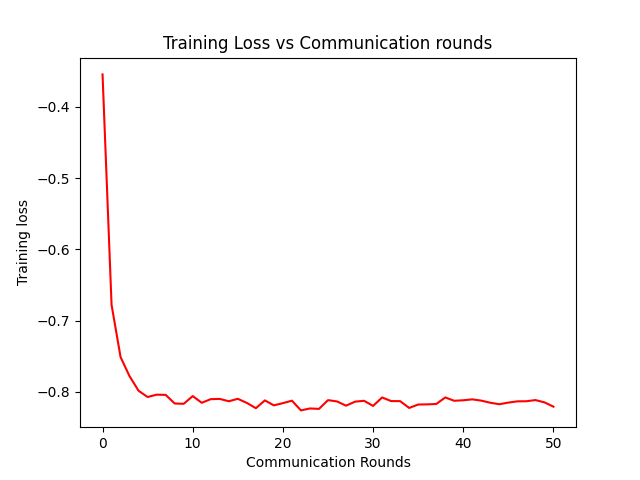 Training Loss vs Communication rounds
Training loss
−0.4
−0.5
−0.6
−0.7
−0.8
0 10 20 30 40 50
Communication Rounds